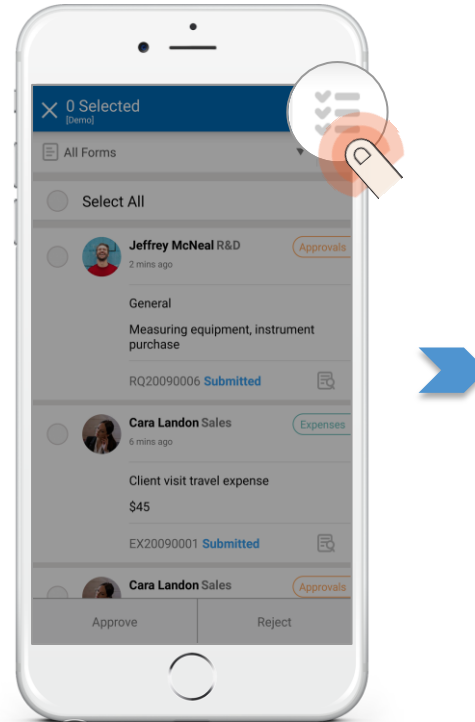 0 Selected
[Demo]
All Forms
Select All
Jeffrey McNeal R&D
Approvals
2 mins ago
General
Measuring equipment, instrument
purchase
RQ20090006 Submitted
Cara Landon Sales
Expenses
6 mins ago
Client visit travel expense
$45
EX20090001 Submitted
Cara Landon Sales
Approvals
Approve
Reject